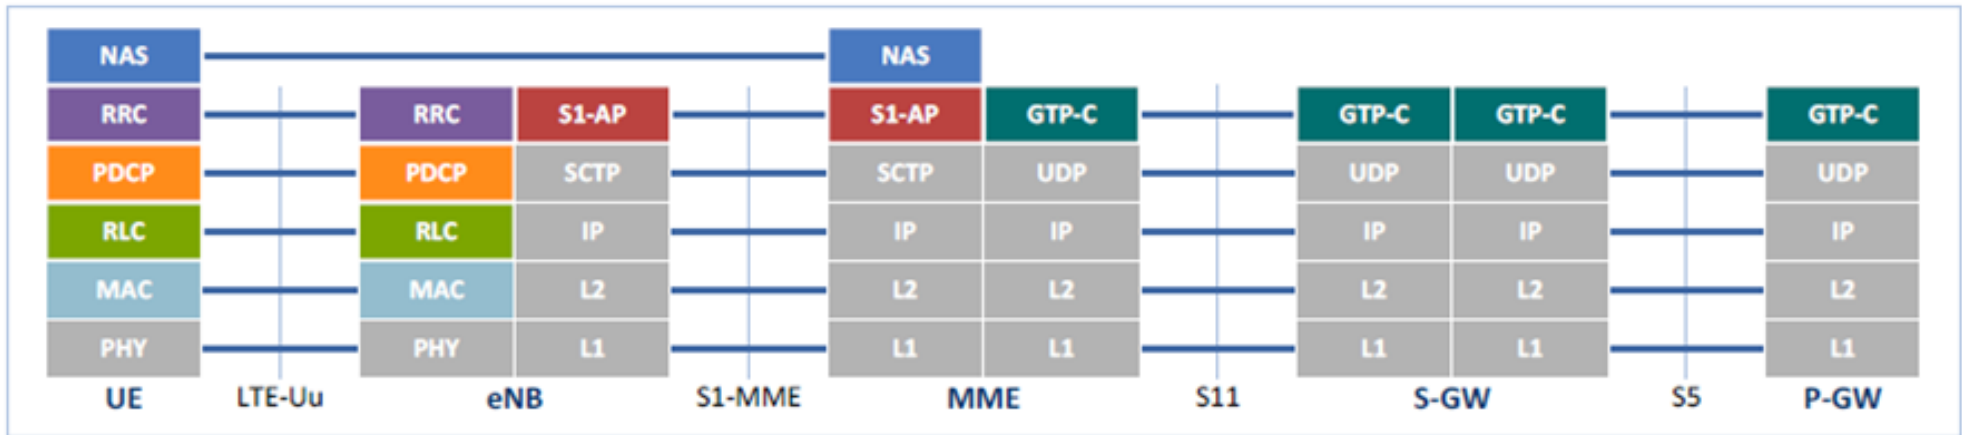 NAS NAS
RRC RRC S1-AP S1-AP GTP-C GTP-C GTP-C GTP-C
PDCP PDCP SCTP SCTP UDP UDP UDP UDP
RLC RLC IP IP IP IP IP IP
MAC MAC L2 L2 L2 L2 L2 L2
PHY PHY L1 L1 L1 L1 L1 L1
UE LTE-Uu eNB S1-MME MME S11 S-GW S5 P-GW